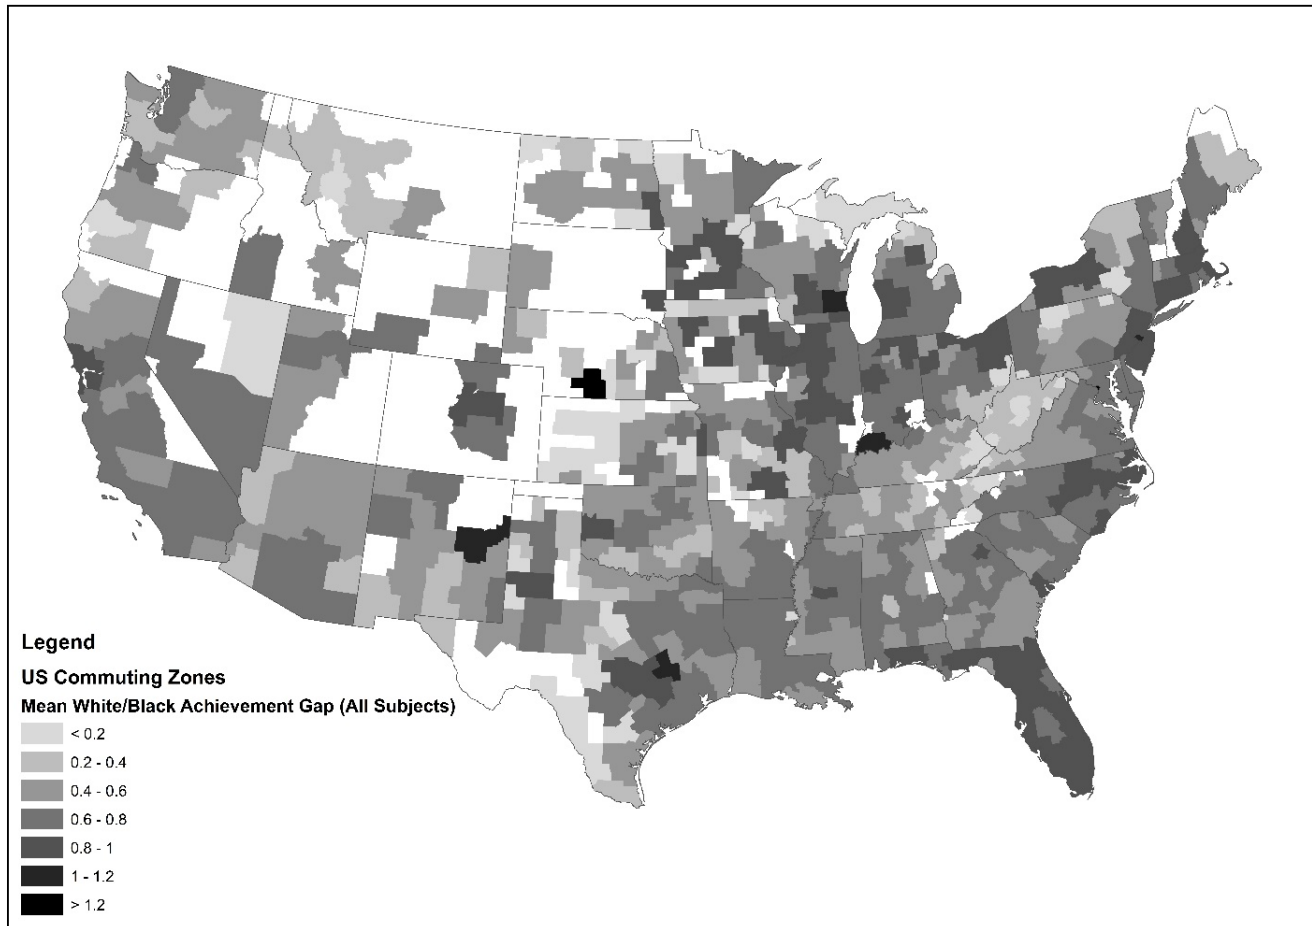 Legend
US Commuting Zones
Mean White/Black Achievement Gap (All Subjects)
< 0.2
0.2 - 0.4
0.4 - 0.6
0.6 - 0.8
0.8 - 1
1 - 1.2
> 1.2